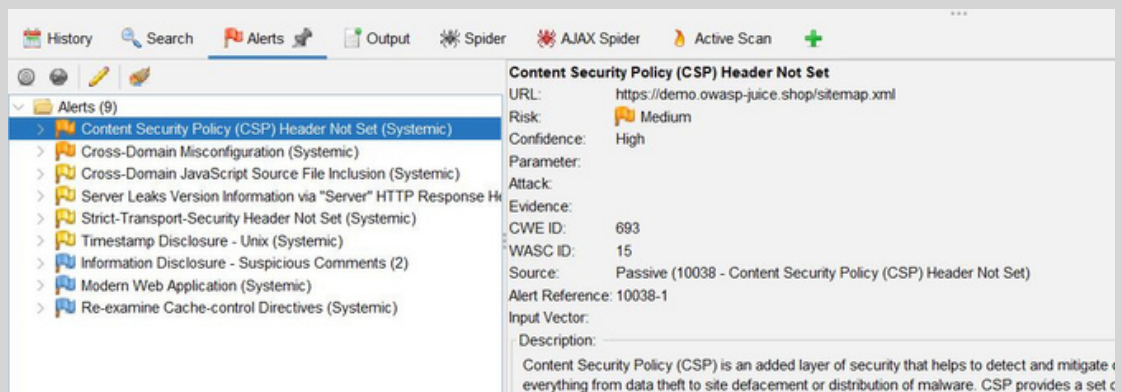 History Search Alerts Output Spider AJAX Spider Active Scan
Alerts (9)
Content Security Policy (CSP) Header Not Set (Systemic)
Cross-Domain Misconfiguration (Systemic)
Cross-Domain JavaScript Source File Inclusion (Systemic)
Server Leaks Version Information via "Server" HTTP Response He
Strict-Transport-Security Header Not Set (Systemic)
Timestamp Disclosure - Unix (Systemic)
Information Disclosure - Suspicious Comments (2)
Modern Web Application (Systemic)
Re-examine Cache-control Directives (Systemic)
Content Security Policy (CSP) Header Not Set
URL: https://demo.owasp-juice.shop/sitemap.xml
Risk: Medium
Confidence: High
Parameter:
Attack:
Evidence:
CWE ID: 693
WASC ID: 15
Source: Passive (10038 - Content Security Policy (CSP) Header Not Set)
Alert Reference: 10038-1
Input Vector:
Description:
Content Security Policy (CSP) is an added layer of security that helps to detect and mitigate
everything from data theft to site defacement or distribution of malware. CSP provides a set